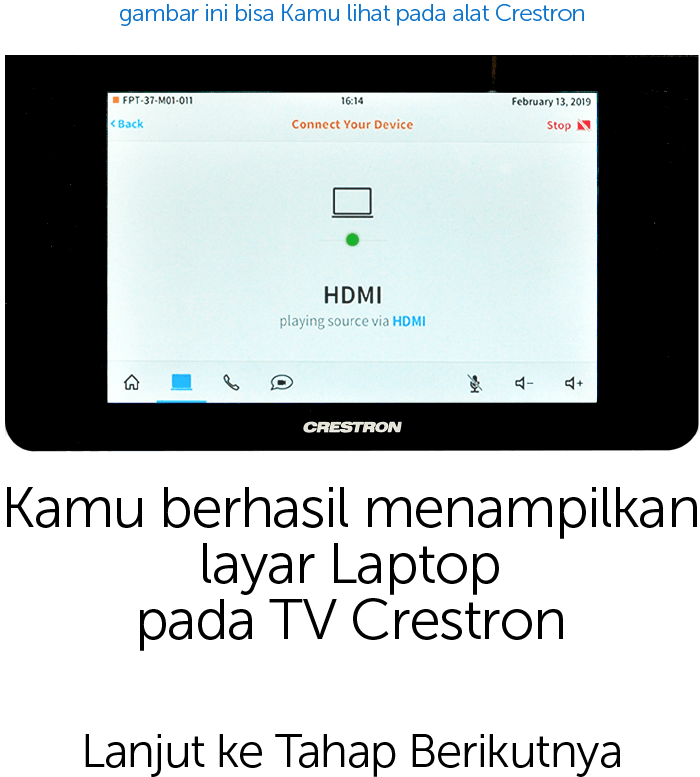 gambar ini bisa Kamu lihat pada alat Crestron
FPT-37-M01-011 16:14 February 13, 2019
< Back Connect Your Device Stop
HDMI
playing source via HDMI
CRESTRON
Kamu berhasil menampilkan
layar Laptop
pada TV Crestron
Lanjut ke Tahap Berikutnya